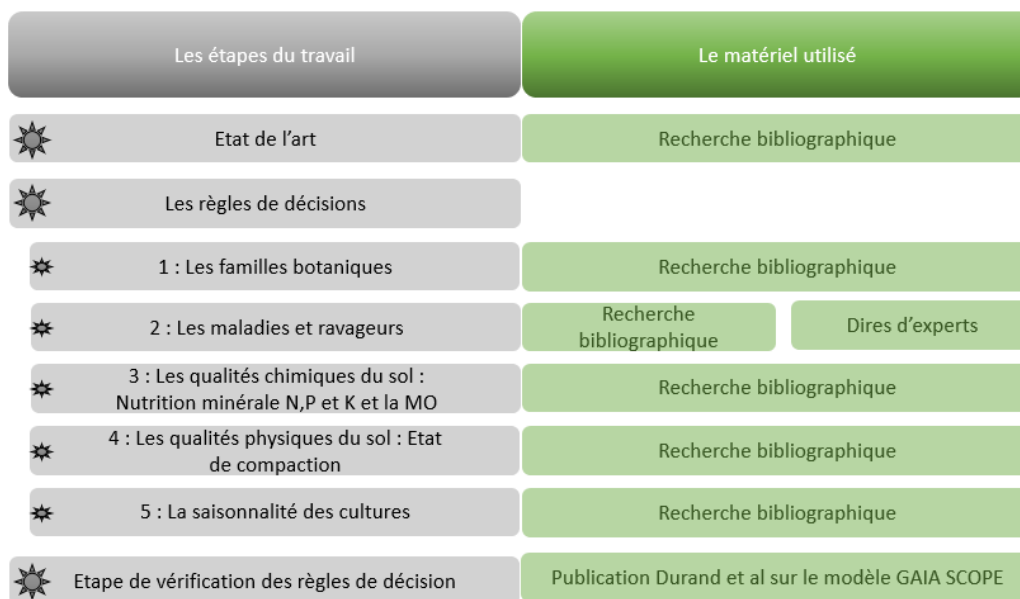 Les étapes du travail
Le matériel utilisé
Etat de l'art
Recherche bibliographique
Les règles de décisions
1 : Les familles botaniques
Recherche bibliographique
2 : Les maladies et ravageurs
Recherche
bibliographique
Dires d'experts
3 : Les qualités chimiques du sol :
Nutrition minérale N,P et K et la MO
Recherche bibliographique
4 : Les qualités physiques du sol : Etat
de compaction
Recherche bibliographique
5 : La saisonnalité des cultures
Recherche bibliographique
Etape de vérification des règles de décision
Publication Durand et al sur le modèle GAIA SCOPE